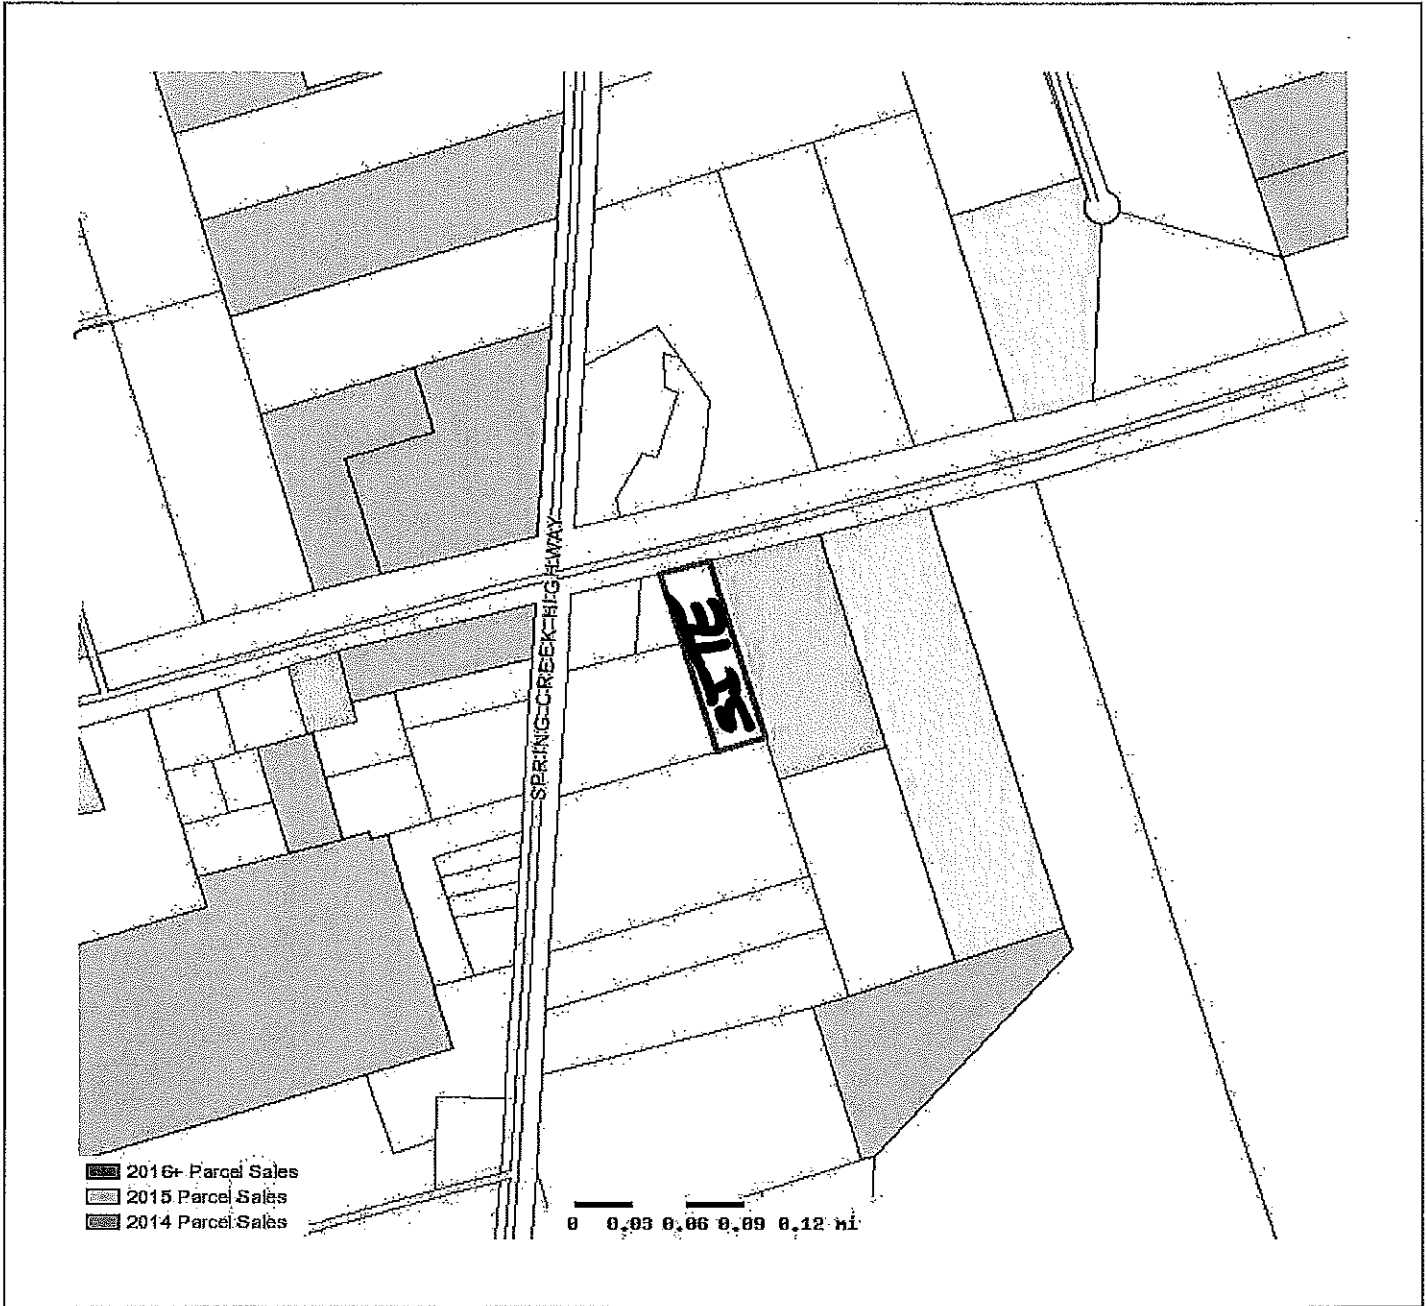 SPRING CREEK HIGHWAY
SITE
2016+ Parcel Sales
2015 Parcel Sales
2014 Parcel Sales
0 0.03 0.06 0.09 0.12 mi